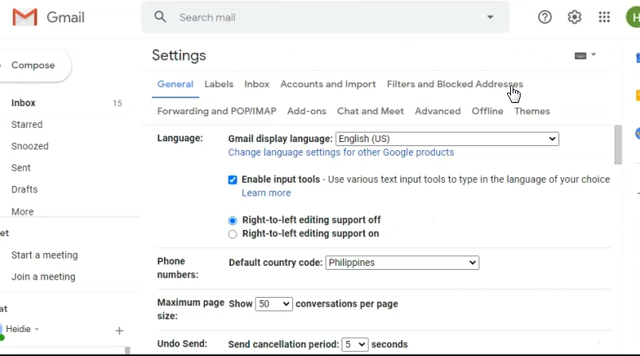 Gmail
Search mail
H
Compose
Settings
General Labels Inbox Accounts and Import Filters and Blocked Addresses
Forwarding and POP/IMAP Add-ons Chat and Meet Advanced Offline Themes
Inbox 15
Starred
Snoozed
Sent
Drafts
More
et
Start a meeting
Join a meeting
at
Heidie
Language: Gmail display language: English (US)
Change language settings for other Google products
Enable input tools - Use various text input tools to type in the language of your choice
Learn more
Right-to-left editing support off
Right-to-left editing support on
Phone numbers: Default country code: Philippines
Maximum page size: Show 50 conversations per page
Undo Send: Send cancellation period: 5 seconds